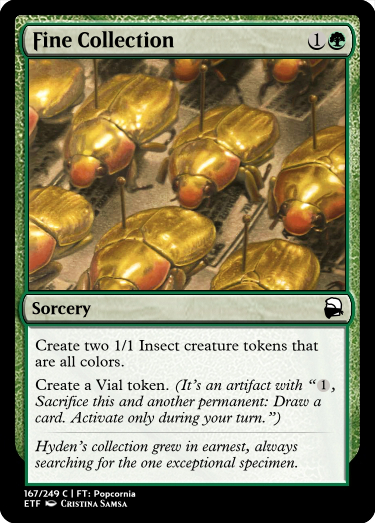 Fine Collection 1
Sorcery
Create two 1/1 Insect creature tokens that
are all colors.
Create a Vial token. (It's an artifact with “1,
Sacrifice this and another permanent: Draw a
card. Activate only during your turn.”)
Hyden's collection grew in earnest, always
searching for the one exceptional specimen.
167/249 C | FT: Popcornia
ETF Cristina Samsa